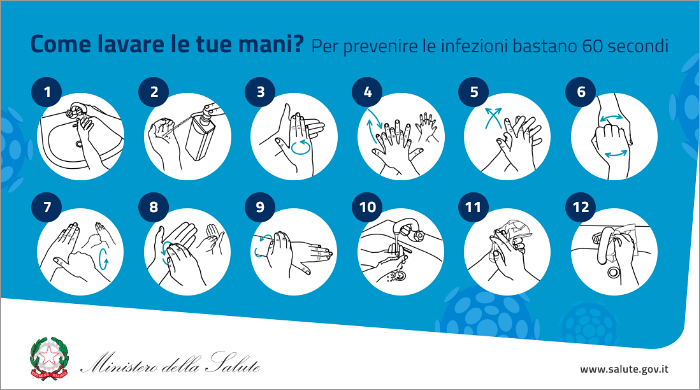 Come lavare le tue mani? Per prevenire le infezioni bastano 60 secondi
1 2 3 4 5 6
7 8 9 10 11 12
Ministero della Salute
www.salute.gov.it